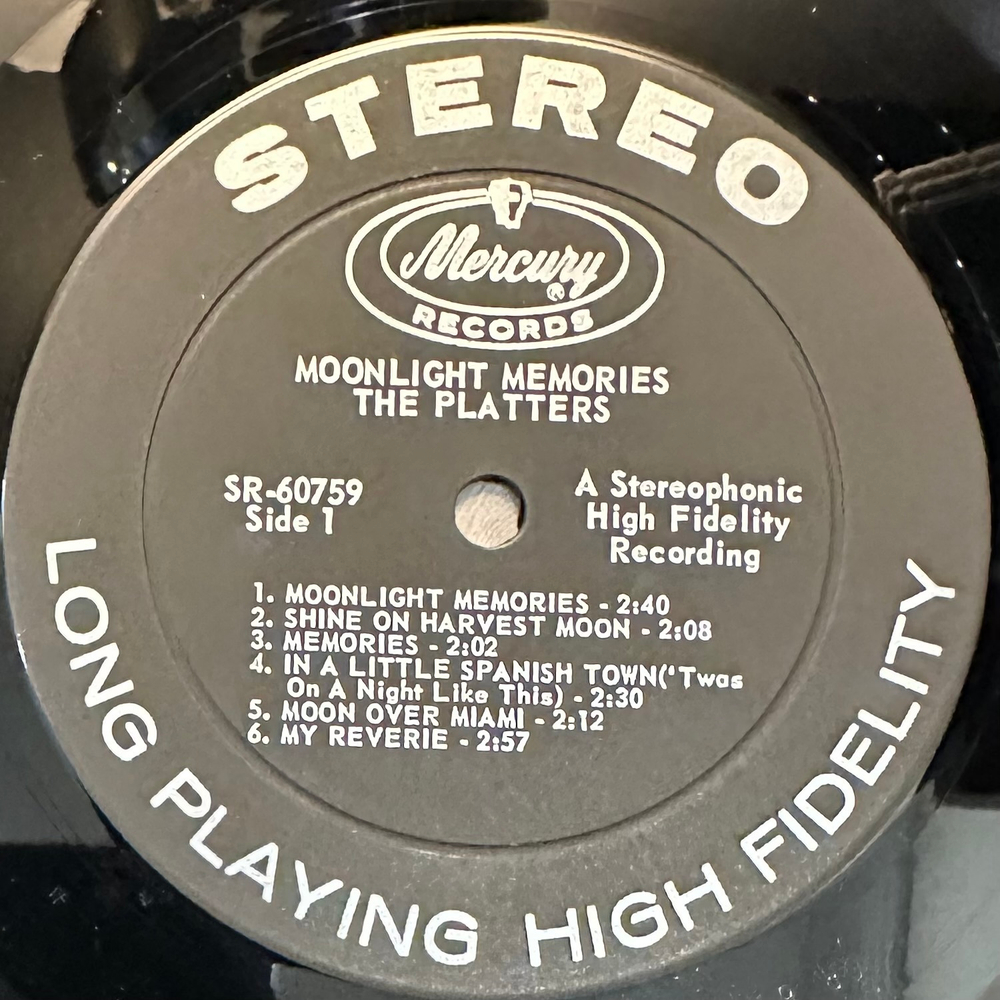 STEREO
Mercury
RECORDS
MOONLIGHT MEMORIES
THE PLATTERS
SR-60759
Side 1
A Stereophonic
High Fidelity
Recording
1. MOONLIGHT MEMORIES - 2:40
2. SHINE ON HARVEST MOON - 2:08
3. MEMORIES - 2:02
4. IN A LITTLE SPANISH TOWN('Twas
On A Night Like This) - 2:30
5. MOON OVER MIAMI - 2:12
6. MY REVERIE - 2:57
LONG PLAYING HIGH FIDELITY